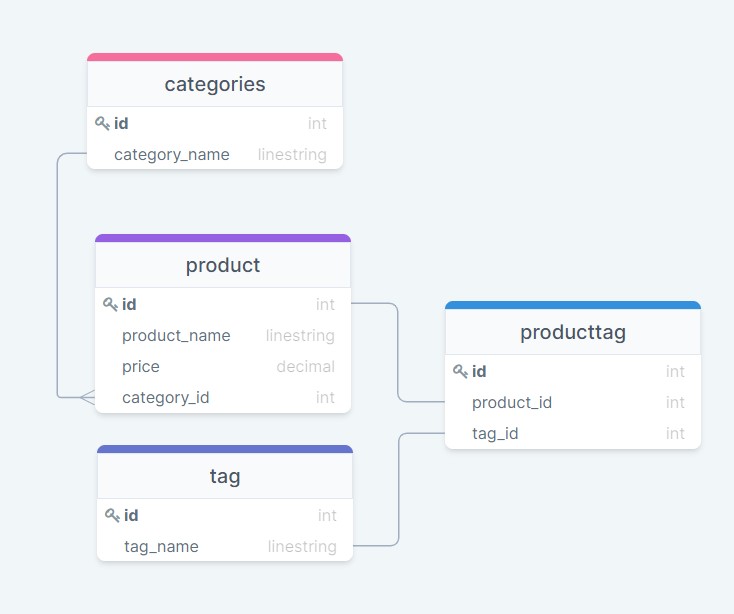 categories
id int
category_name linestring
product
id int
product_name linestring
price decimal
category_id int
producttag
id int
product_id int
tag_id int
tag
id int
tag_name linestring